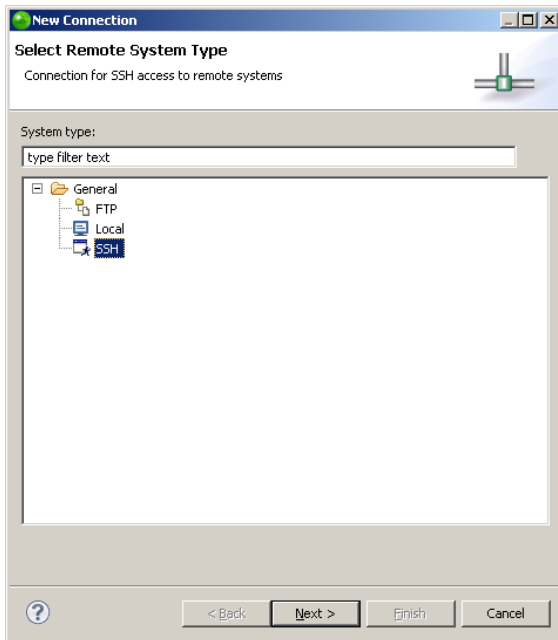 New Connection
Select Remote System Type
Connection for SSH access to remote systems
System type:
type filter text
General
FTP
Local
SSH
?
< Back
Next >
Finish
Cancel